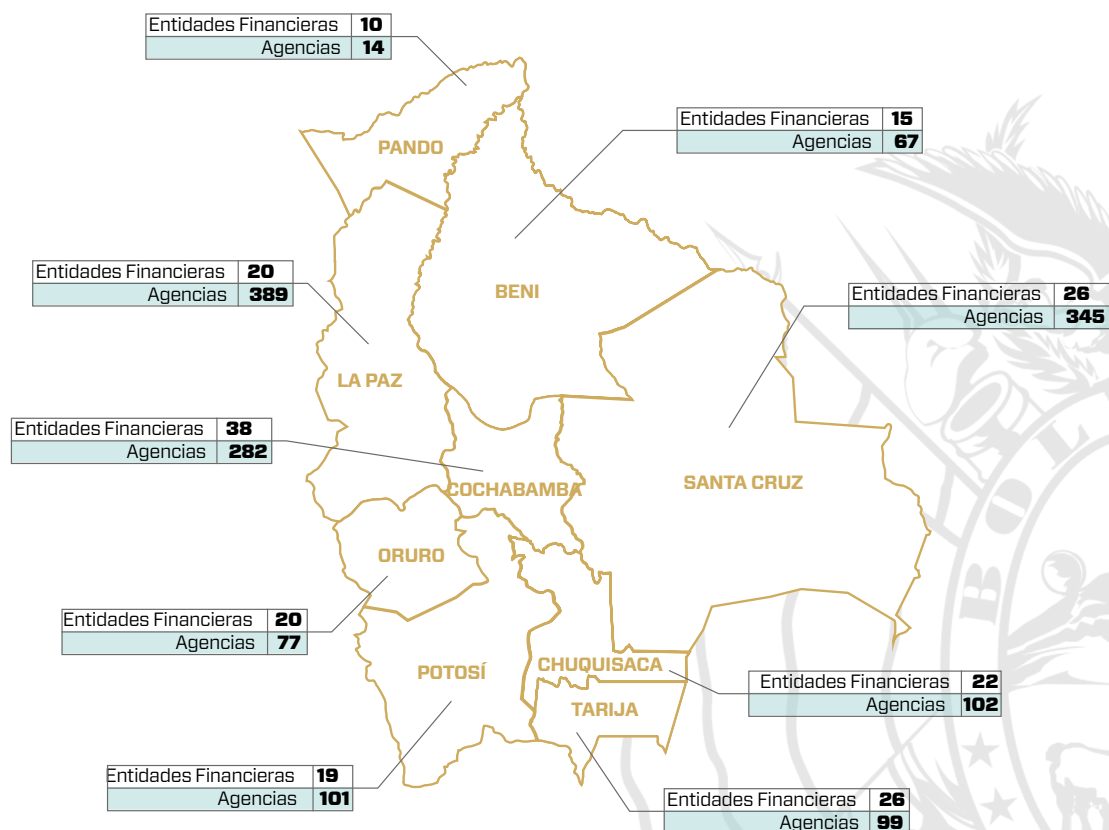 Entidades Financieras 10
Agencias 14
PANDO
Entidades Financieras 15
Agencias 67
BENI
Entidades Financieras 20
Agencias 389
LA PAZ
Entidades Financieras 26
Agencias 345
SANTA CRUZ
Entidades Financieras 38
Agencias 282
COCHABAMBA
ORURO
Entidades Financieras 20
Agencias 77
POTOSÍ
CHUQUISACA
Entidades Financieras 22
Agencias 102
TARIJA
Entidades Financieras 19
Agencias 101
Entidades Financieras 26
Agencias 99
BOL